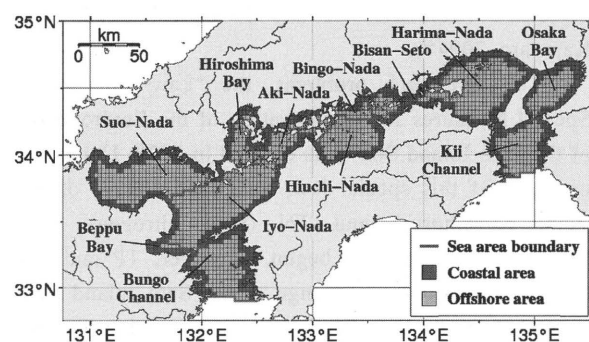 km
0 50
Harima−Nada
Osaka
Bay
Bisan−Seto
Hiroshima
Bay
Bingo−Nada
Aki−Nada
Suo−Nada
35°N
34°N
33°N
Kii
Channel
Hiuchi−Nada
Iyo−Nada
Beppu
Bay
Bungo
Channel
Sea area boundary
Coastal area
Offshore area
131°E 132°E 133°E 134°E 135°E